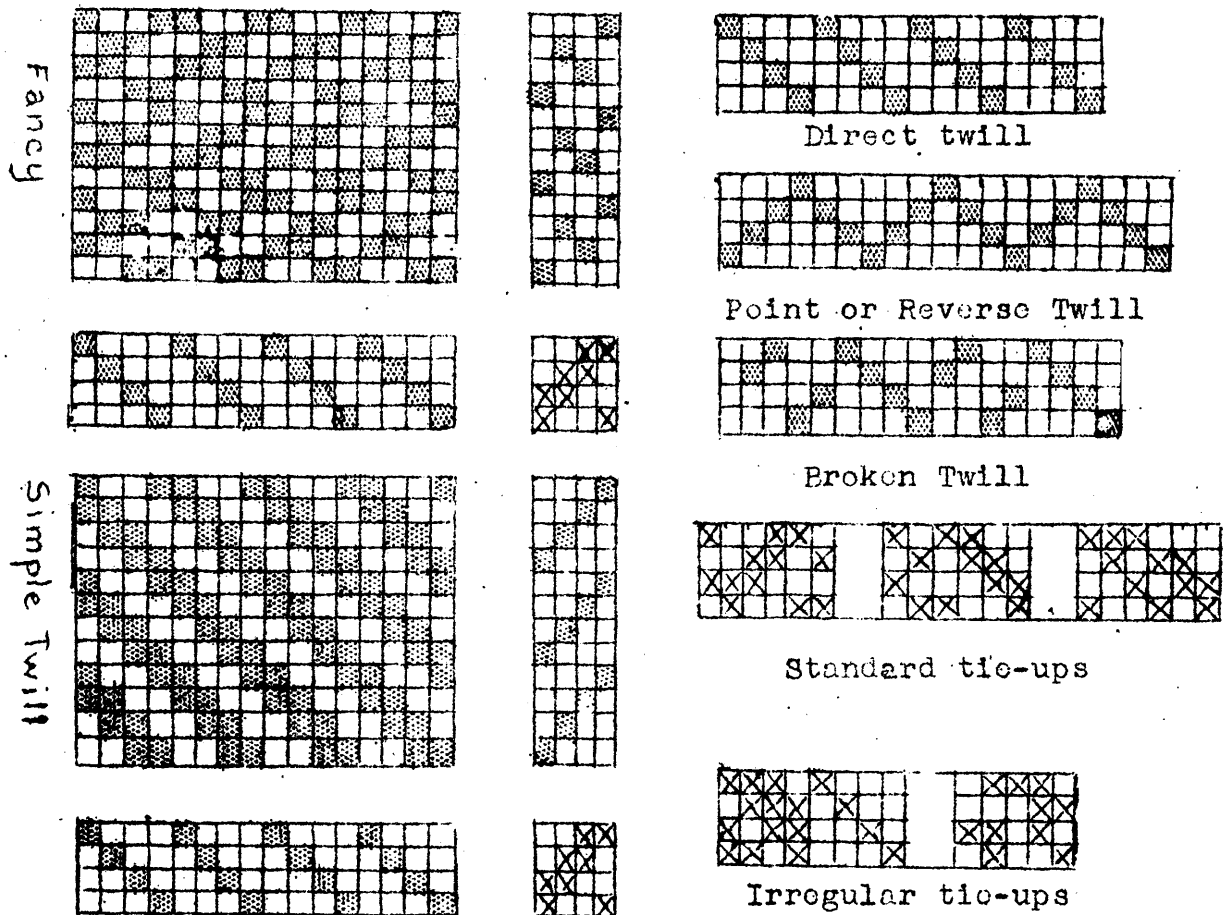 Fancy
Simple Twill
Direct twill
Point or Reverse Twill
Broken Twill
Standard tie-ups
Irregular tie-ups